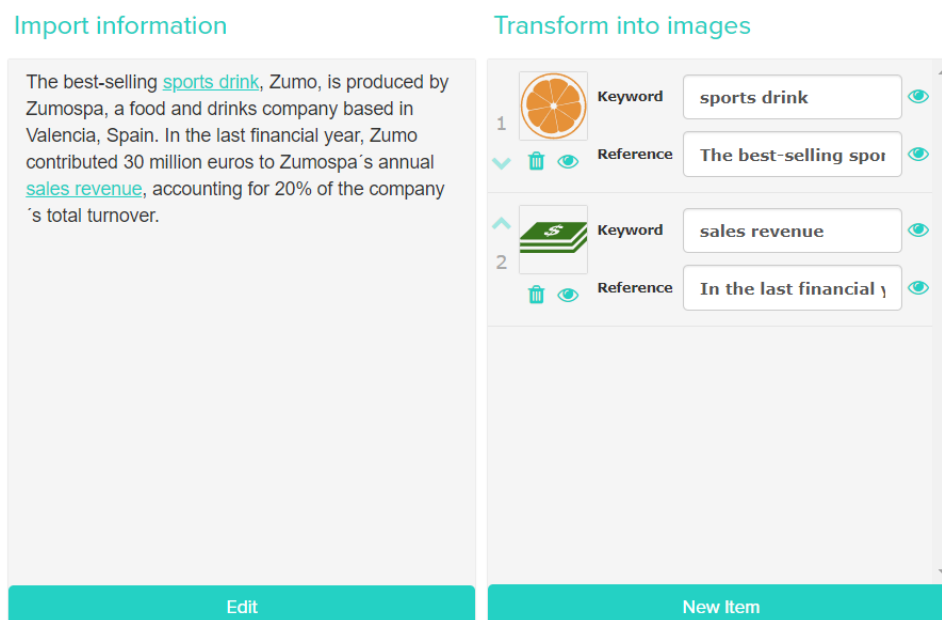 Import information
The best-selling sports drink, Zumo, is produced by
Zumospa, a food and drinks company based in
Valencia, Spain. In the last financial year, Zumo
contributed 30 million euros to Zumospa´s annual
sales revenue, accounting for 20% of the company
´s total turnover.
Edit
Transform into images
1
Keyword
sports drink
Reference
The best-selling spor
2
$
Keyword
sales revenue
Reference
In the last financial y
New Item